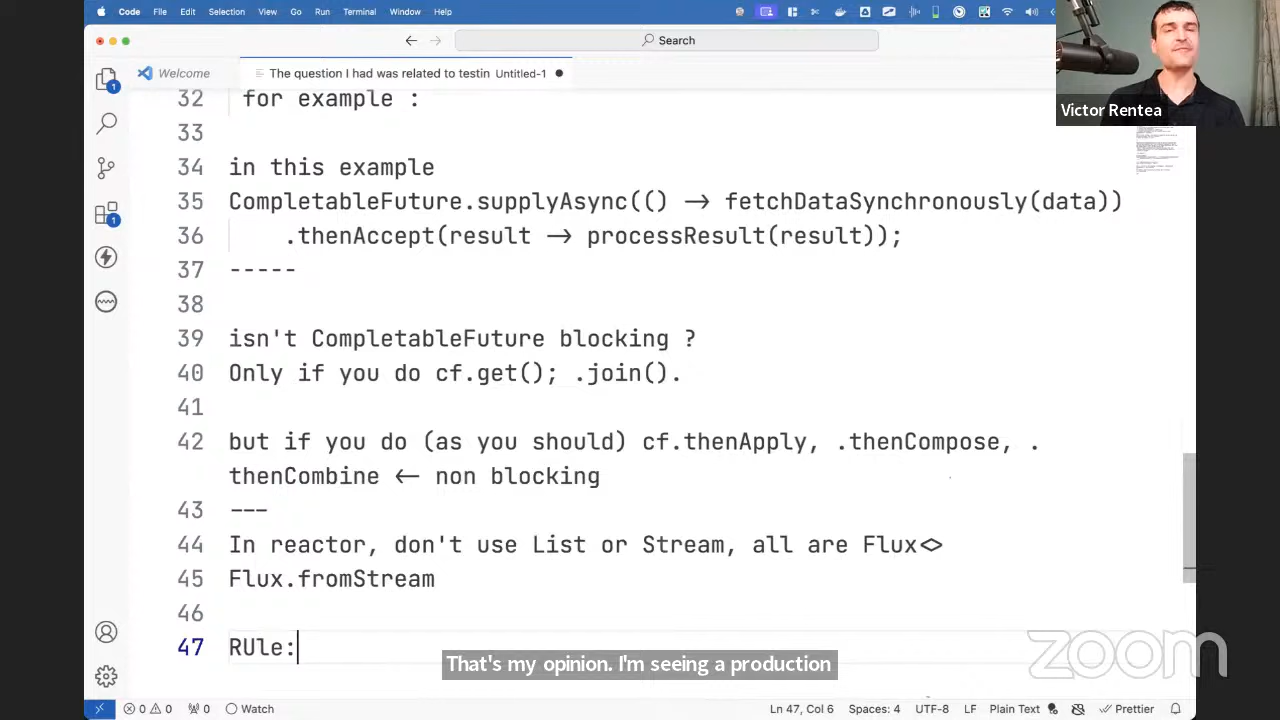 Code File Edit Selection View Go Run Terminal Window Help
Search
Welcome
The question I had was related to testin Untitled-1
Victor Rentea
1
1
32 for example :
33
34 in this example
35 CompletableFuture.supplyAsync(() → fetchDataSynchronously(data))
36 .thenAccept(result → processResult(result));
37 -----
38
39 isn't CompletableFuture blocking ?
40 Only if you do cf.get(); .join().
41
42 but if you do (as you should) cf.thenApply, .thenCompose, .
thenCombine ← non blocking
43 ---
44 In reactor, don't use List or Stream, all are Flux<>
45 Flux.fromStream
46
47 RUle:
That's my opinion. I'm seeing a production
zoom
0 0 0 Watch Ln 47, Col 6 Spaces: 4 UTF-8 LF Plain Text Prettier